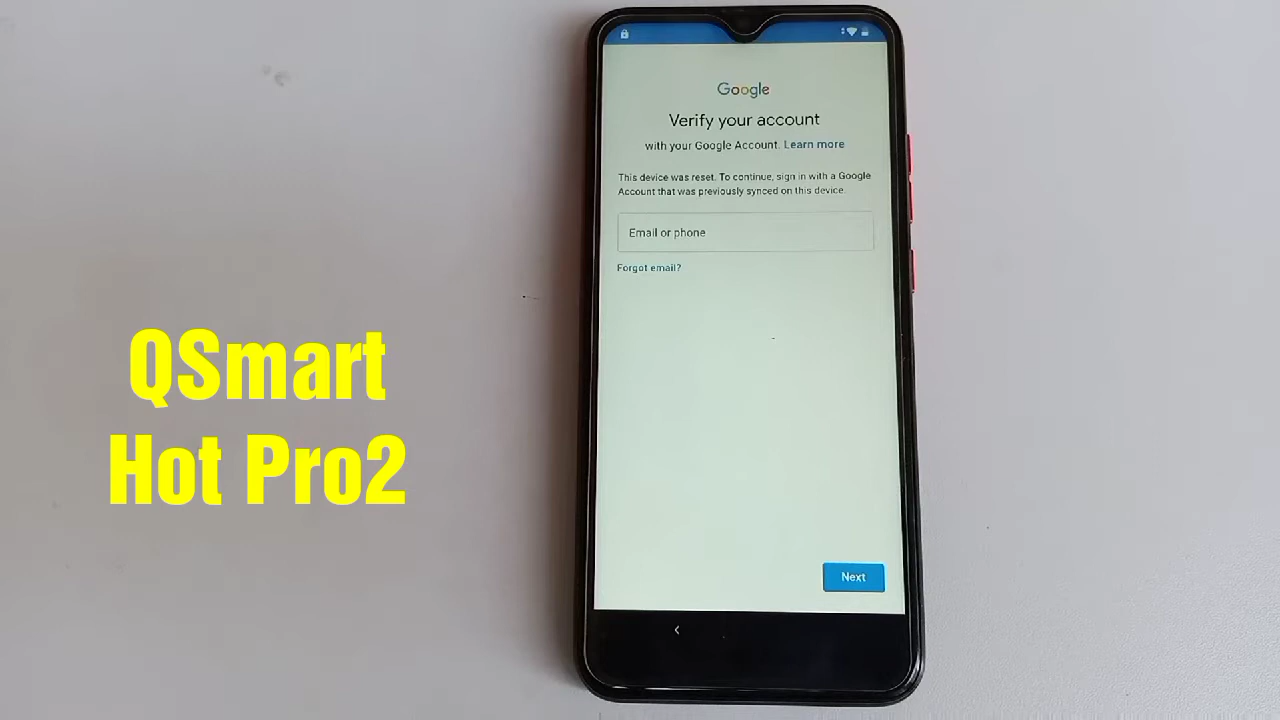 Google
Verify your account
with your Google Account. Learn more
This device was reset. To continue, sign in with a Google
Account that was previously synced on this device.
Email or phone
Forgot email?
Next
QSmart
Hot Pro2